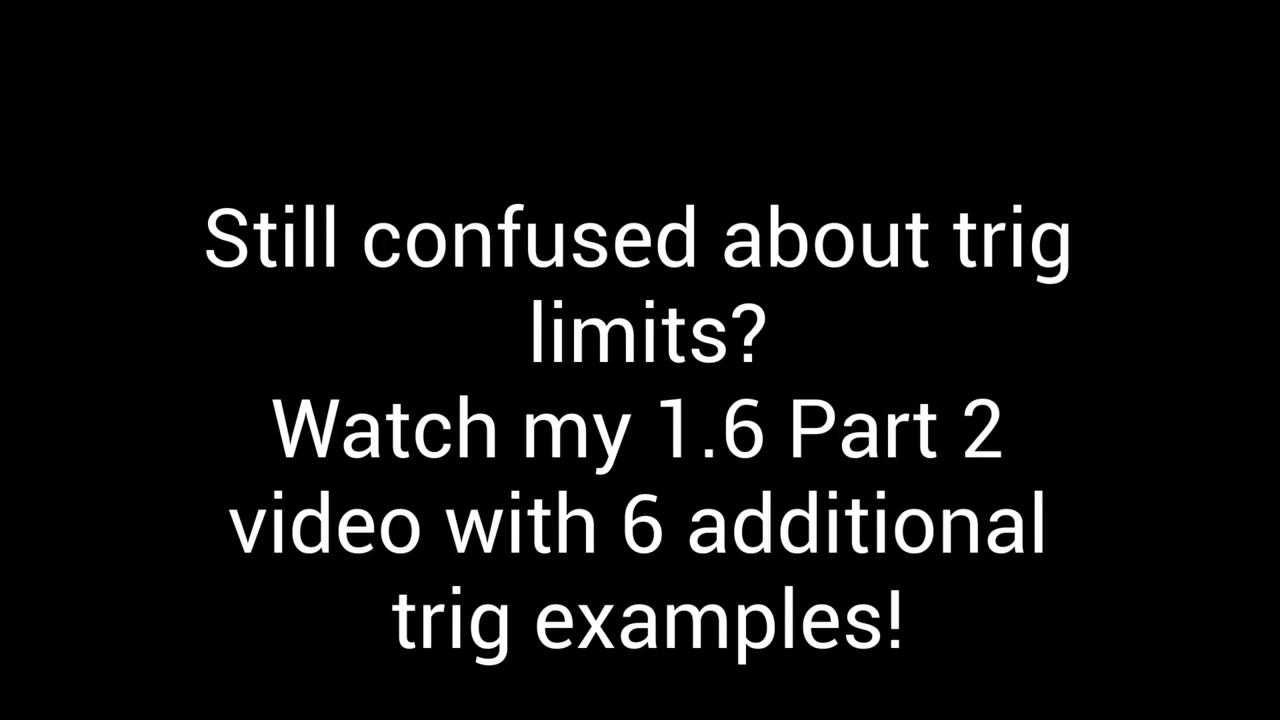 Still confused about trig
limits?
Watch my 1.6 Part 2
video with 6 additional
trig examples!